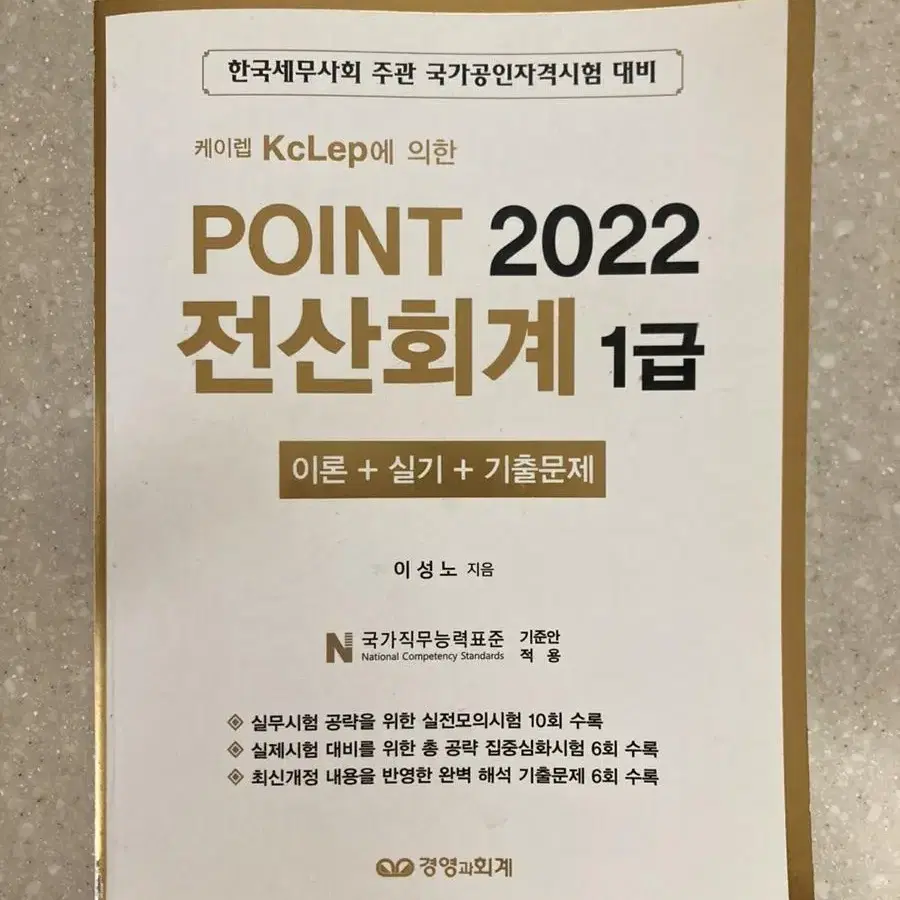 한국세무사회 주관 국가공인자격시험 대비
케이렙 KcLep에 의한
POINT 2022
전산회계 1급
이론 + 실기 + 기출문제
이성노 지음
N 국가직무능력표준 기준안
National Competency Standards 적 용
◈ 실무시험 공략을 위한 실전모의시험 10회 수록
◈ 실제시험 대비를 위한 총 공략 집중심화시험 6회 수록
◈ 최신개정 내용을 반영한 완벽 해석 기출문제 6회 수록
경영과회계